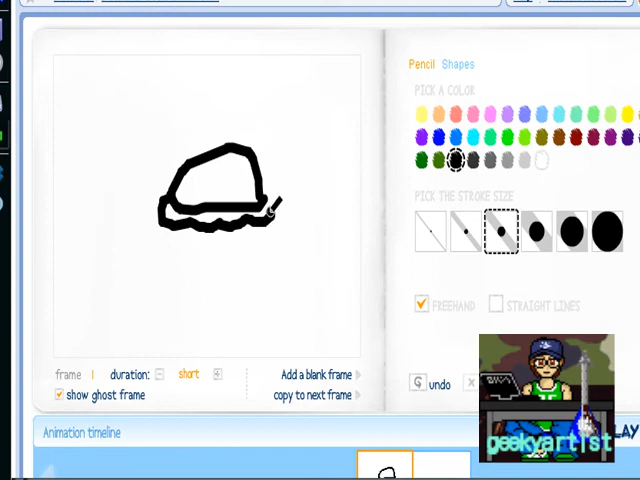 Pencil Shapes
PICK A COLOR
PICK THE STROKE SIZE
FREEHAND STRAIGHT LINES
frame 1 duration: short Add a blank frame
show ghost frame copy to next frame
undo
geekyartist
Animation timeline
LAY